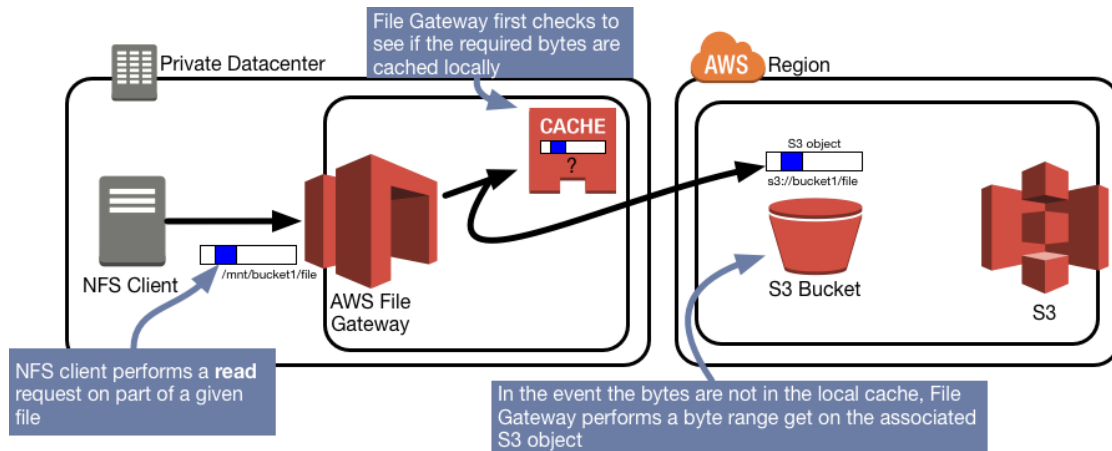 File Gateway first checks to
see if the required bytes are
cached locally
Private Datacenter
AWS
Region
CACHE
?
S3 object
s3://bucket1/file
NFS Client
/mnt/bucket1/file
AWS File
Gateway
S3 Bucket
S3
NFS client performs a read
request on part of a given
file
In the event the bytes are not in the local cache, File
Gateway performs a byte range get on the associated
S3 object